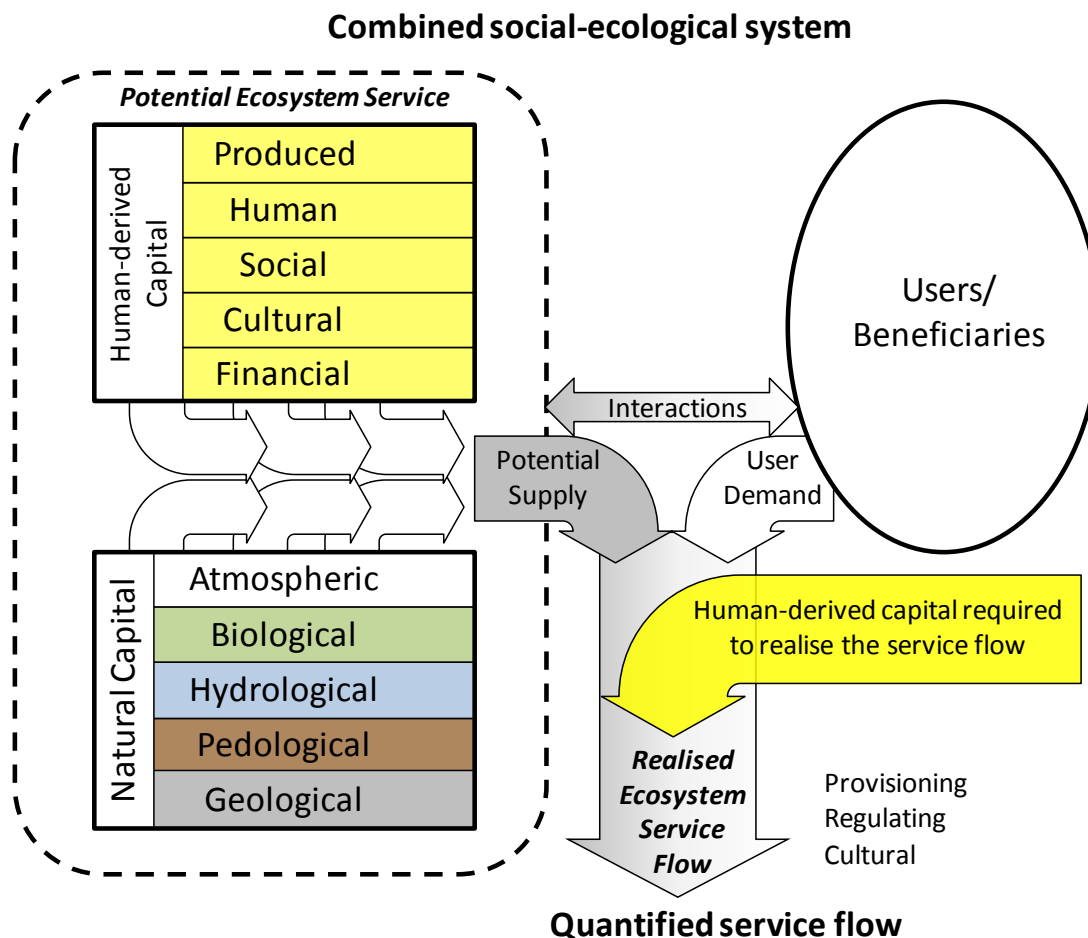 Combined social-ecological system
Potential Ecosystem Service
Human-derived
Capital
Produced
Human
Social
Cultural
Financial
Natural Capital
Atmospheric
Biological
Hydrological
Pedological
Geological
Users/
Beneficiaries
Interactions
Potential
Supply
User
Demand
Human-derived capital required
to realise the service flow
Realised
Ecosystem
Service
Flow
Provisioning
Regulating
Cultural
Quantified service flow